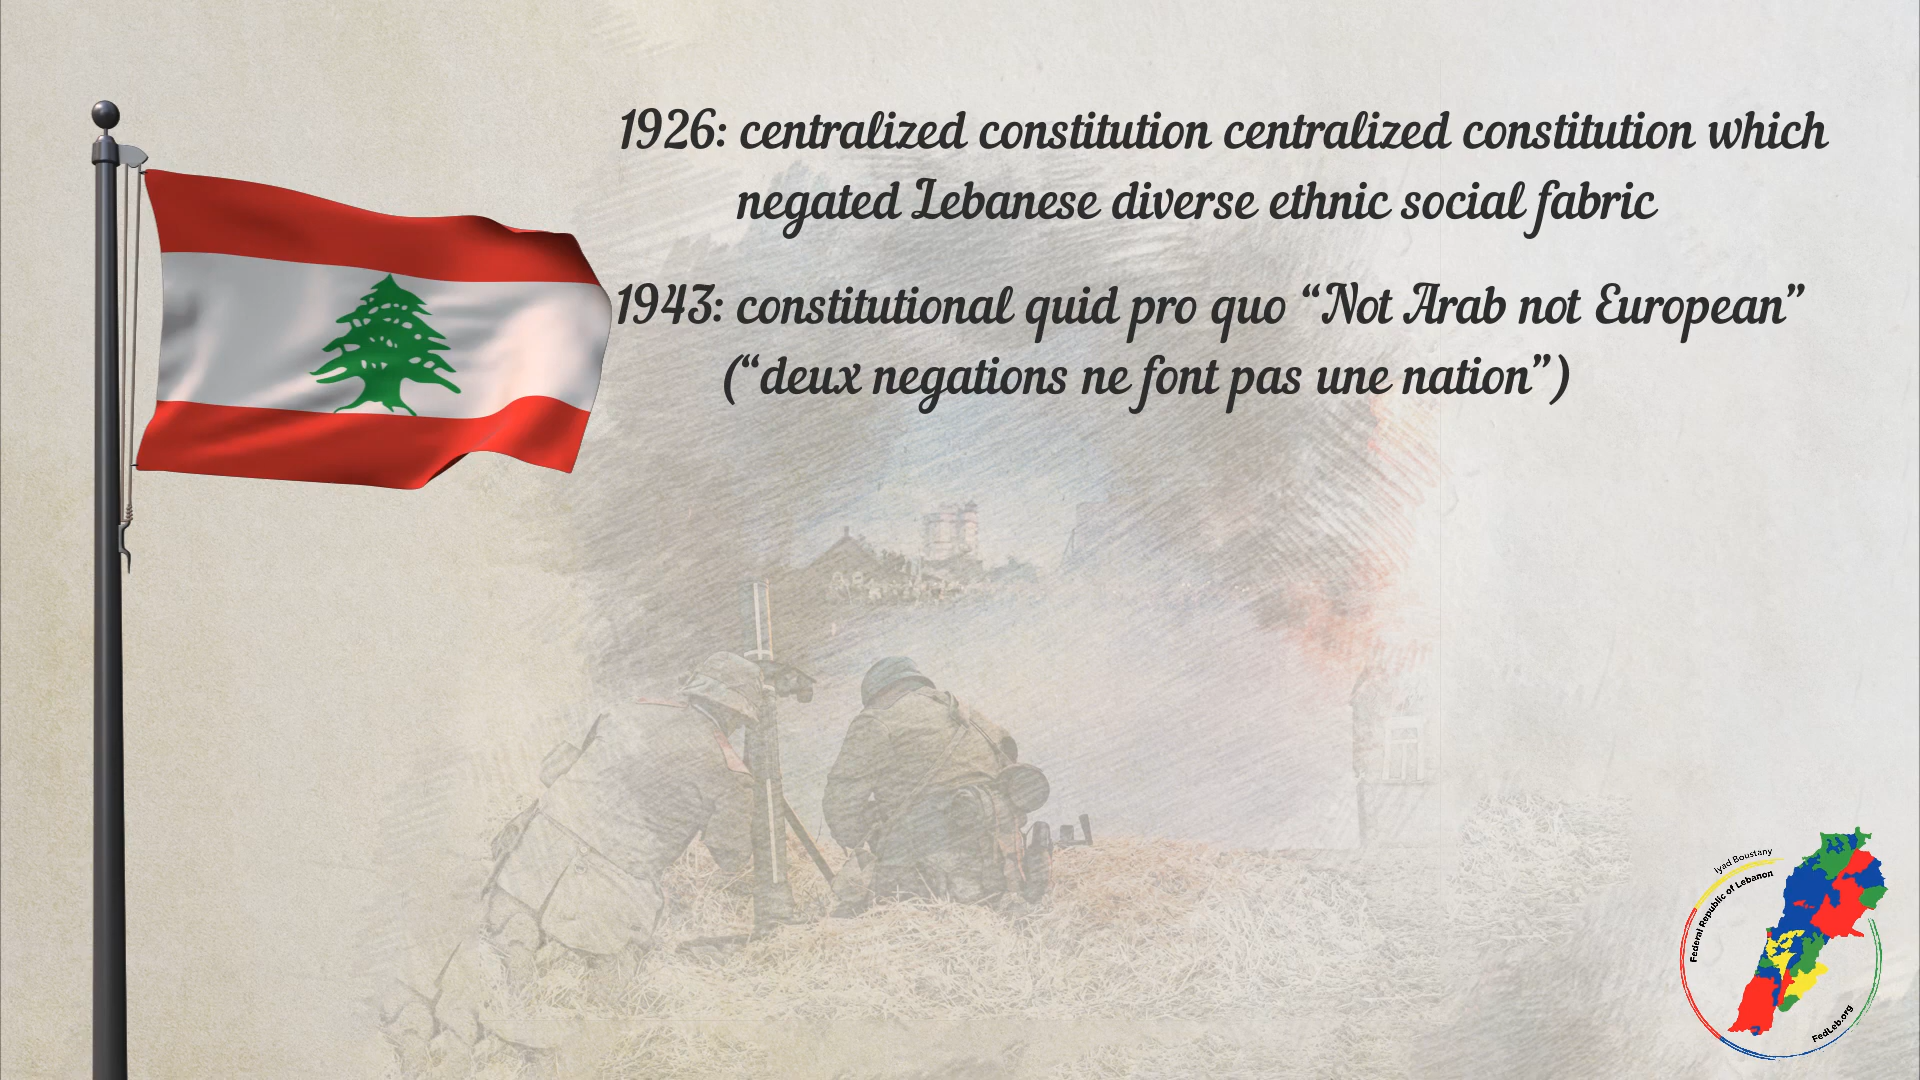 1926: centralized constitution centralized constitution which
negated Lebanese diverse ethnic social fabric
1943: constitutional quid pro quo “Not Arab not European”
(“deux negations ne font pas une nation”)
Iyad Boustany
Federal Republic of Lebanon
FedLeb.org